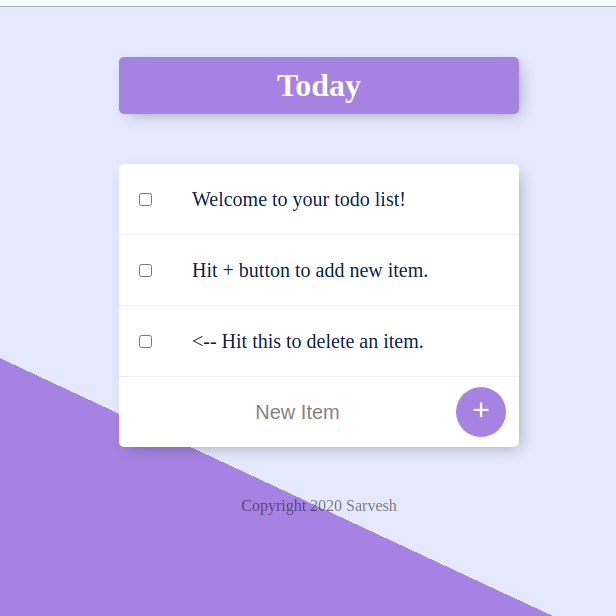 Today
Welcome to your todo list!
Hit + button to add new item.
<-- Hit this to delete an item.
New Item +
Copyright 2020 Sarvesh